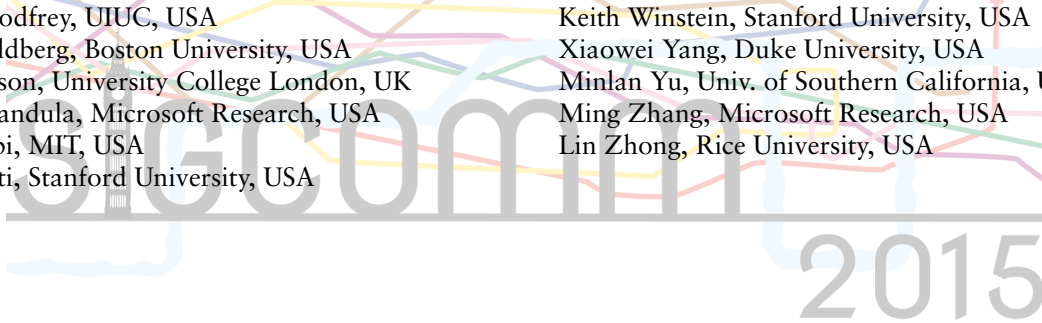 odfrey, UIUC, USA
ldberg, Boston University, USA
son, University College London, UK
andula, Microsoft Research, USA
bi, MIT, USA
ti, Stanford University, USA
Keith Winstein, Stanford University, USA
Xiaowei Yang, Duke University, USA
Minlan Yu, Univ. of Southern California, U
Ming Zhang, Microsoft Research, USA
Lin Zhong, Rice University, USA
SIGCOMM
2015